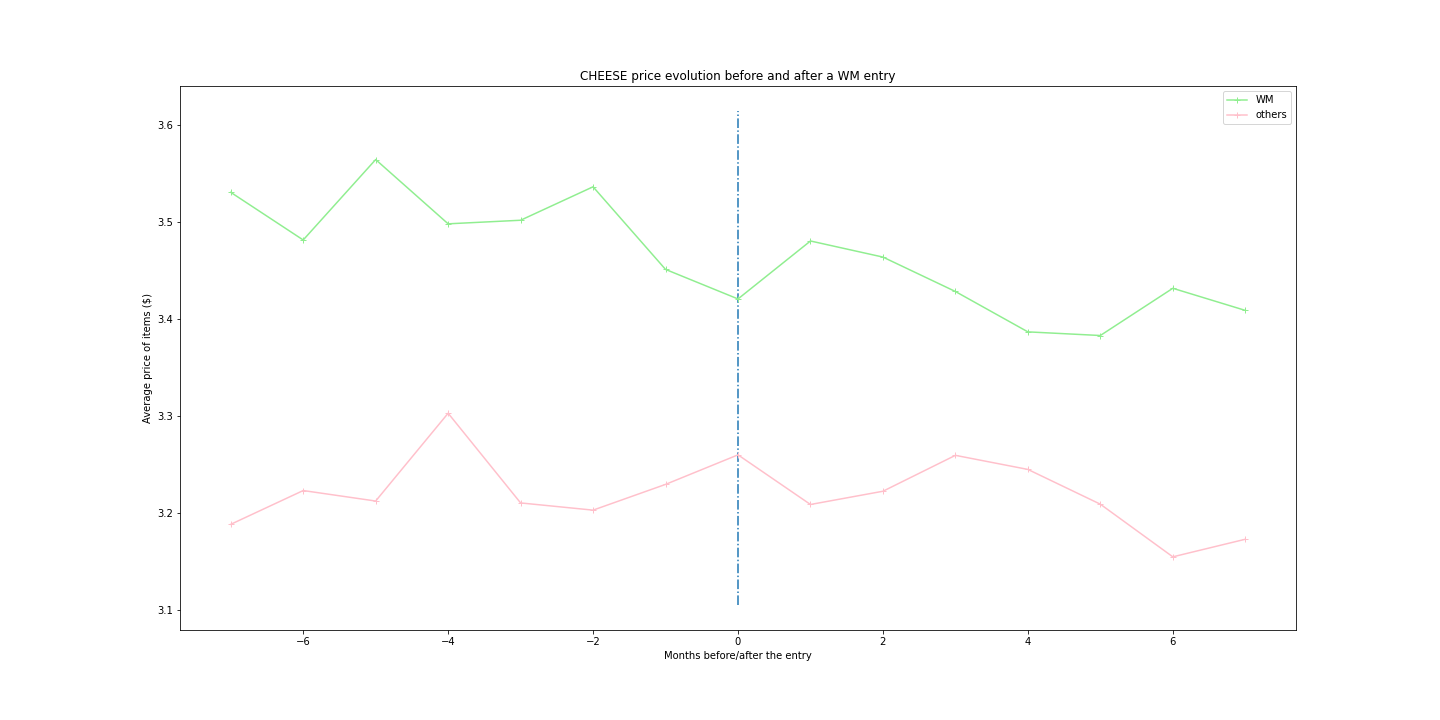 CHEESE price evolution before and after a WM entry
WM
others
3.6
3.5
3.4
3.3
3.2
3.1
Average price of items ($)
−6 −4 −2 0 2 4 6
Months before/after the entry